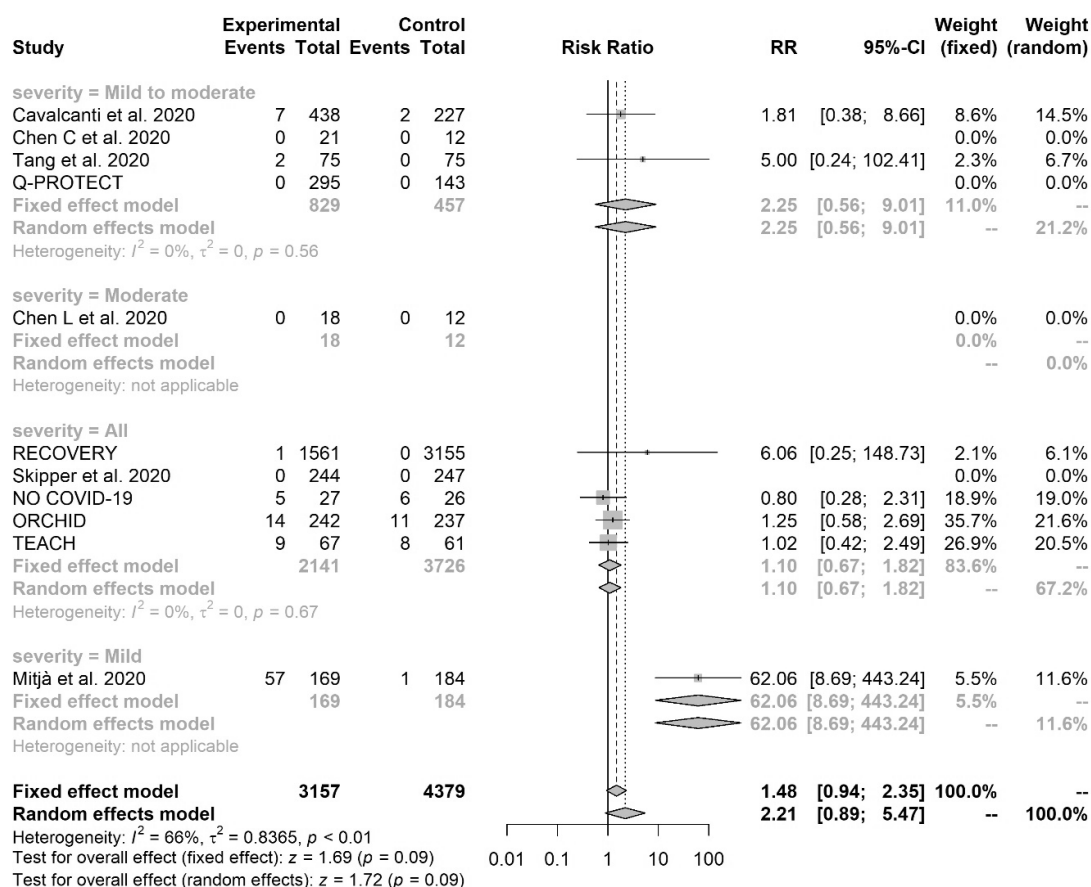 Experimental Control Weight Weight
Study Events Total Events Total Risk Ratio RR 95%-CI (fixed) (random)
severity = Mild to moderate
Cavalcanti et al. 2020 7 438 2 227 1.81 [0.38; 8.66] 8.6% 14.5%
Chen C et al. 2020 0 21 0 12 0.0% 0.0%
Tang et al. 2020 2 75 0 75 5.00 [0.24; 102.41] 2.3% 6.7%
Q-PROTECT 0 295 0 143 0.0% 0.0%
Fixed effect model 829 457 2.25 [0.56; 9.01] 11.0% --
Random effects model 2.25 [0.56; 9.01] -- 21.2%
Heterogeneity: I² = 0%, τ² = 0, p = 0.56
severity = Moderate
Chen L et al. 2020 0 18 0 12 0.0% 0.0%
Fixed effect model 18 12 0.0% --
Random effects model -- 0.0%
Heterogeneity: not applicable
severity = All
RECOVERY 1 1561 0 3155 6.06 [0.25; 148.73] 2.1% 6.1%
Skipper et al. 2020 0 244 0 247 0.0% 0.0%
NO COVID-19 5 27 6 26 0.80 [0.28; 2.31] 18.9% 19.0%
ORCHID 14 242 11 237 1.25 [0.58; 2.69] 35.7% 21.6%
TEACH 9 67 8 61 1.02 [0.42; 2.49] 26.9% 20.5%
Fixed effect model 2141 3726 1.10 [0.67; 1.82] 83.6% --
Random effects model 1.10 [0.67; 1.82] -- 67.2%
Heterogeneity: I² = 0%, τ² = 0, p = 0.67
severity = Mild
Mitjà et al. 2020 57 169 1 184 62.06 [8.69; 443.24] 5.5% 11.6%
Fixed effect model 169 184 62.06 [8.69; 443.24] 5.5% --
Random effects model 62.06 [8.69; 443.24] -- 11.6%
Heterogeneity: not applicable
Fixed effect model 3157 4379 1.48 [0.94; 2.35] 100.0% --
Random effects model 2.21 [0.89; 5.47] -- 100.0%
Heterogeneity: I² = 66%, τ² = 0.8365, p < 0.01
Test for overall effect (fixed effect): z = 1.69 (p = 0.09) 0.01 0.1 1 10 100
Test for overall effect (random effects): z = 1.72 (p = 0.09)